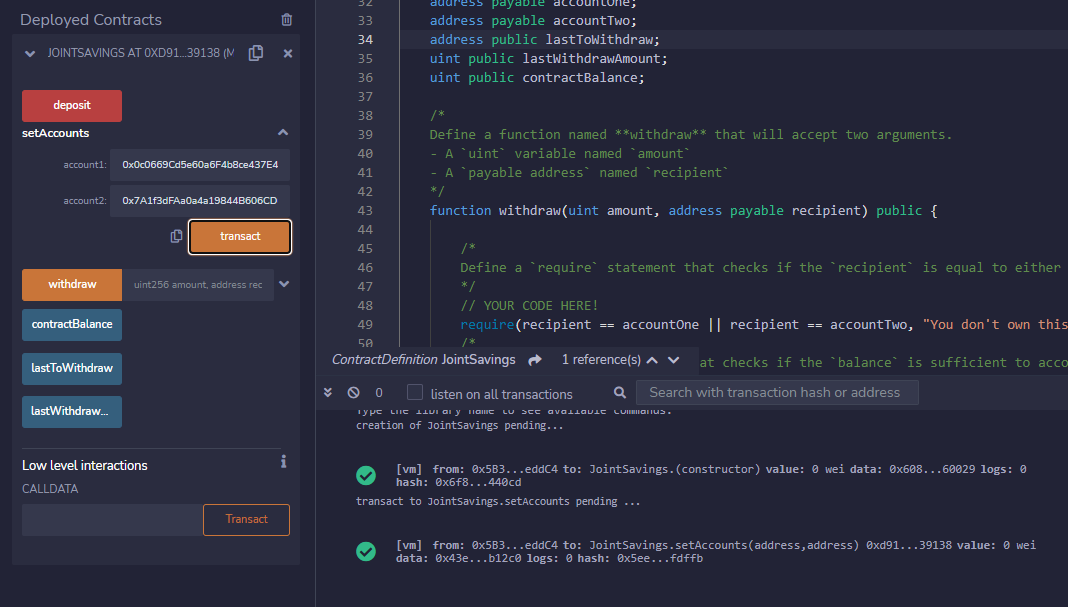 Deployed Contracts
JOINTSAVINGS AT 0XD91...39138 (M
deposit
setAccounts
account1: 0x0c0669Cd5e60a6F4b8ce437E4
account2: 0x7A1f3dFAa0a4a19844B606CD
transact
withdraw uint256 amount, address rec
contractBalance
lastToWithdraw
lastWithdraw...
Low level interactions
CALLDATA
Transact
32 address payable accountOne;
33 address payable accountTwo;
34 address public lastToWithdraw;
35 uint public lastWithdrawAmount;
36 uint public contractBalance;
37
38 /*
39 Define a function named **withdraw** that will accept two arguments.
40 - A `uint` variable named `amount`
41 - A `payable address` named `recipient`
42 */
43 function withdraw(uint amount, address payable recipient) public {
44
45 /*
46 Define a `require` statement that checks if the `recipient` is equal to either
47 */
48 // YOUR CODE HERE!
49 require(recipient == accountOne || recipient == accountTwo, "You don't own this
50 /*
ContractDefinition JointSavings 1 reference(s) at checks if the `balance` is sufficient to acco
0 listen on all transactions Search with transaction hash or address
Type the library name to see available commands.
creation of JointSavings pending...
[vm] from: 0x5B3...eddC4 to: JointSavings.(constructor) value: 0 wei data: 0x608...60029 logs: 0
hash: 0x6f8...440cd
transact to JointSavings.setAccounts pending ...
[vm] from: 0x5B3...eddC4 to: JointSavings.setAccounts(address,address) 0xd91...39138 value: 0 wei
data: 0x43e...b12c0 logs: 0 hash: 0x5ee...fdffb